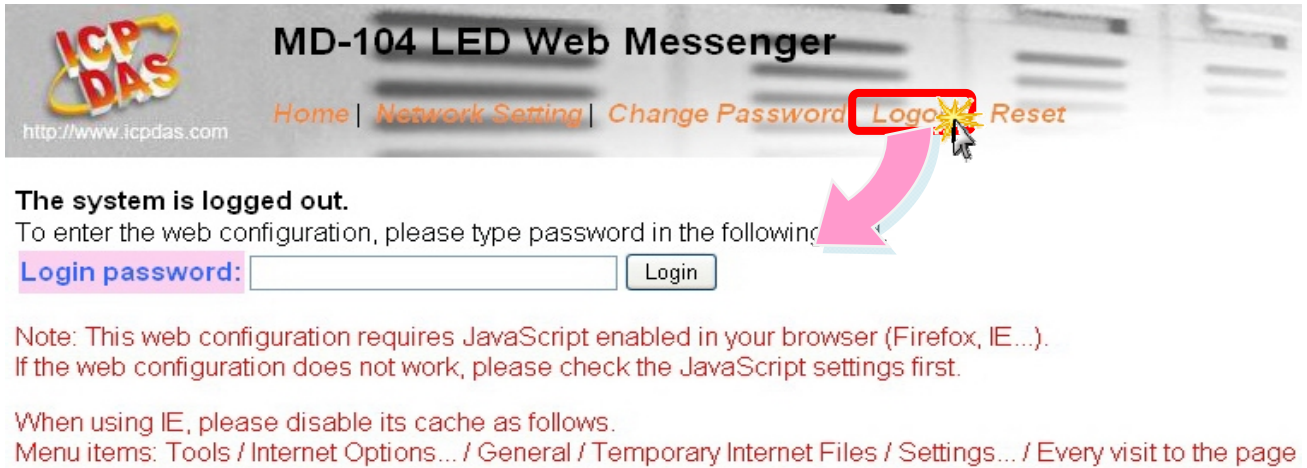 ICP
DAS
http://www.icpdas.com
MD-104 LED Web Messenger
Home | Network Setting | Change Password Reset
The system is logged out.
To enter the web configuration, please type password in the following
Login password: Login
Note: This web configuration requires JavaScript enabled in your browser (Firefox, IE...).
If the web configuration does not work, please check the JavaScript settings first.
When using IE, please disable its cache as follows.
Menu items: Tools / Internet Options... / General / Temporary Internet Files / Settings... / Every visit to the page